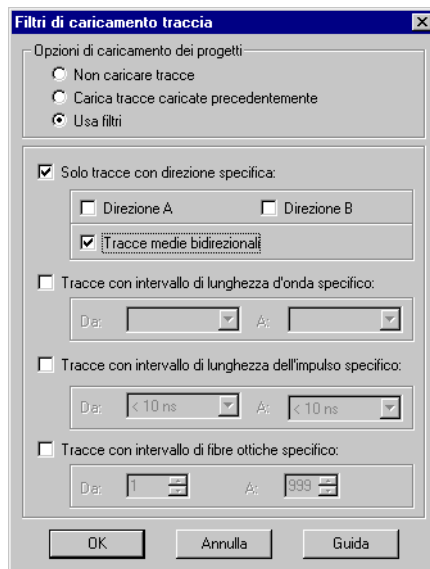 Filtri di caricamento traccia
Opzioni di caricamento dei progetti
Non caricare tracce
Carica tracce caricate precedentemente
Usa filtri
Solo tracce con direzione specifica:
Direzione A Direzione B
Tracce medie bidirezionali
Tracce con intervallo di lunghezza d'onda specifico:
Da: A:
Tracce con intervallo di lunghezza dell'impulso specifico:
Da: < 10 ns A: < 10 ns
Tracce con intervallo di fibre ottiche specifico:
Da: 1 A: 999
OK Annulla Guida